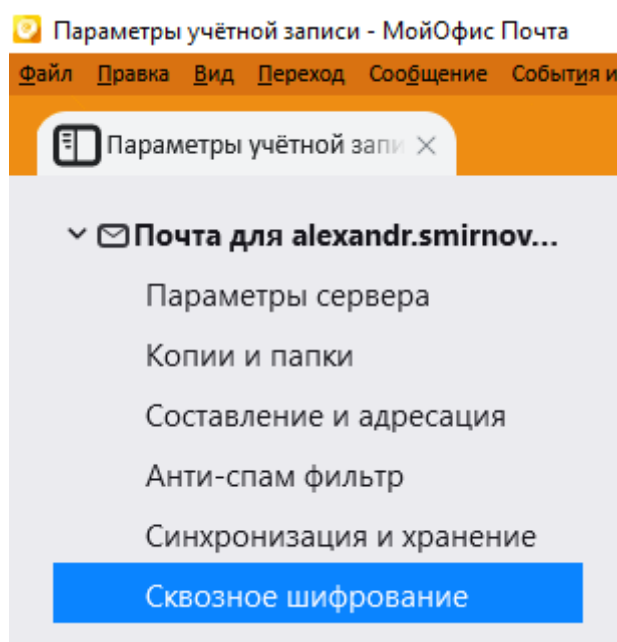 Параметры учётной записи - МойОфис Почта
Файл Правка Вид Переход Сообщение События и
Параметры учётной запи
Почта для alexandr.smirnov...
Параметры сервера
Копии и папки
Составление и адресация
Анти-спам фильтр
Синхронизация и хранение
Сквозное шифрование